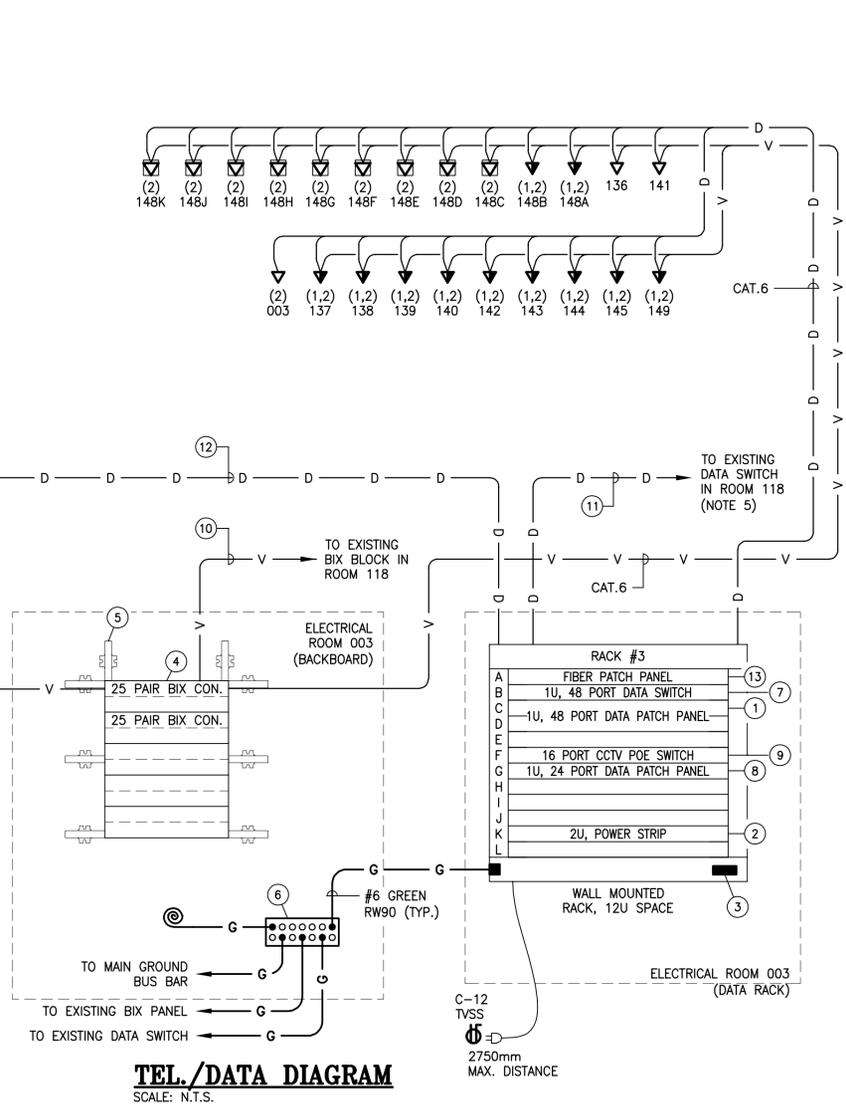 D
V
(2) (2) (2) (2) (2) (2) (2) (2) (2) (1,2) (1,2) 136 141
148K 148J 148I 148H 148G 148F 148E 148D 148C 148B 148A
D
V
D
V
(2) (1,2) (1,2) (1,2) (1,2) (1,2) (1,2) (1,2) (1,2) (1,2)
003 137 138 139 140 142 143 144 145 149
D
V
CAT.6
D
V
D
V
D
V
12
D D D D D D D
D D
TO EXISTING
DATA SWITCH
IN ROOM 118
(NOTE 5)
11
D
V
10
V
TO EXISTING
BIX BLOCK IN
ROOM 118
D
D
V V V V
CAT.6
D
D
D
V
V
5
4
ELECTRICAL
ROOM 003
(BACKBOARD)
V
25 PAIR BIX CON.
25 PAIR BIX CON.
RACK #3
A FIBER PATCH PANEL 13
B 1U, 48 PORT DATA SWITCH 7
C 1
1U, 48 PORT DATA PATCH PANEL
D
E
F 16 PORT CCTV POE SWITCH 9
G 1U, 24 PORT DATA PATCH PANEL 8
H
I
J
K 2U, POWER STRIP 2
L
G G
#6 GREEN
RW90 (TYP.)
WALL MOUNTED
RACK, 12U SPACE
3
6
G
G
G
TO MAIN GROUND
BUS BAR
ELECTRICAL ROOM 003
(DATA RACK)
TO EXISTING BIX PANEL
G
TO EXISTING DATA SWITCH
G
C-12
TVSS
2750mm
MAX. DISTANCE
TEL./DATA DIAGRAM
SCALE: N.T.S.